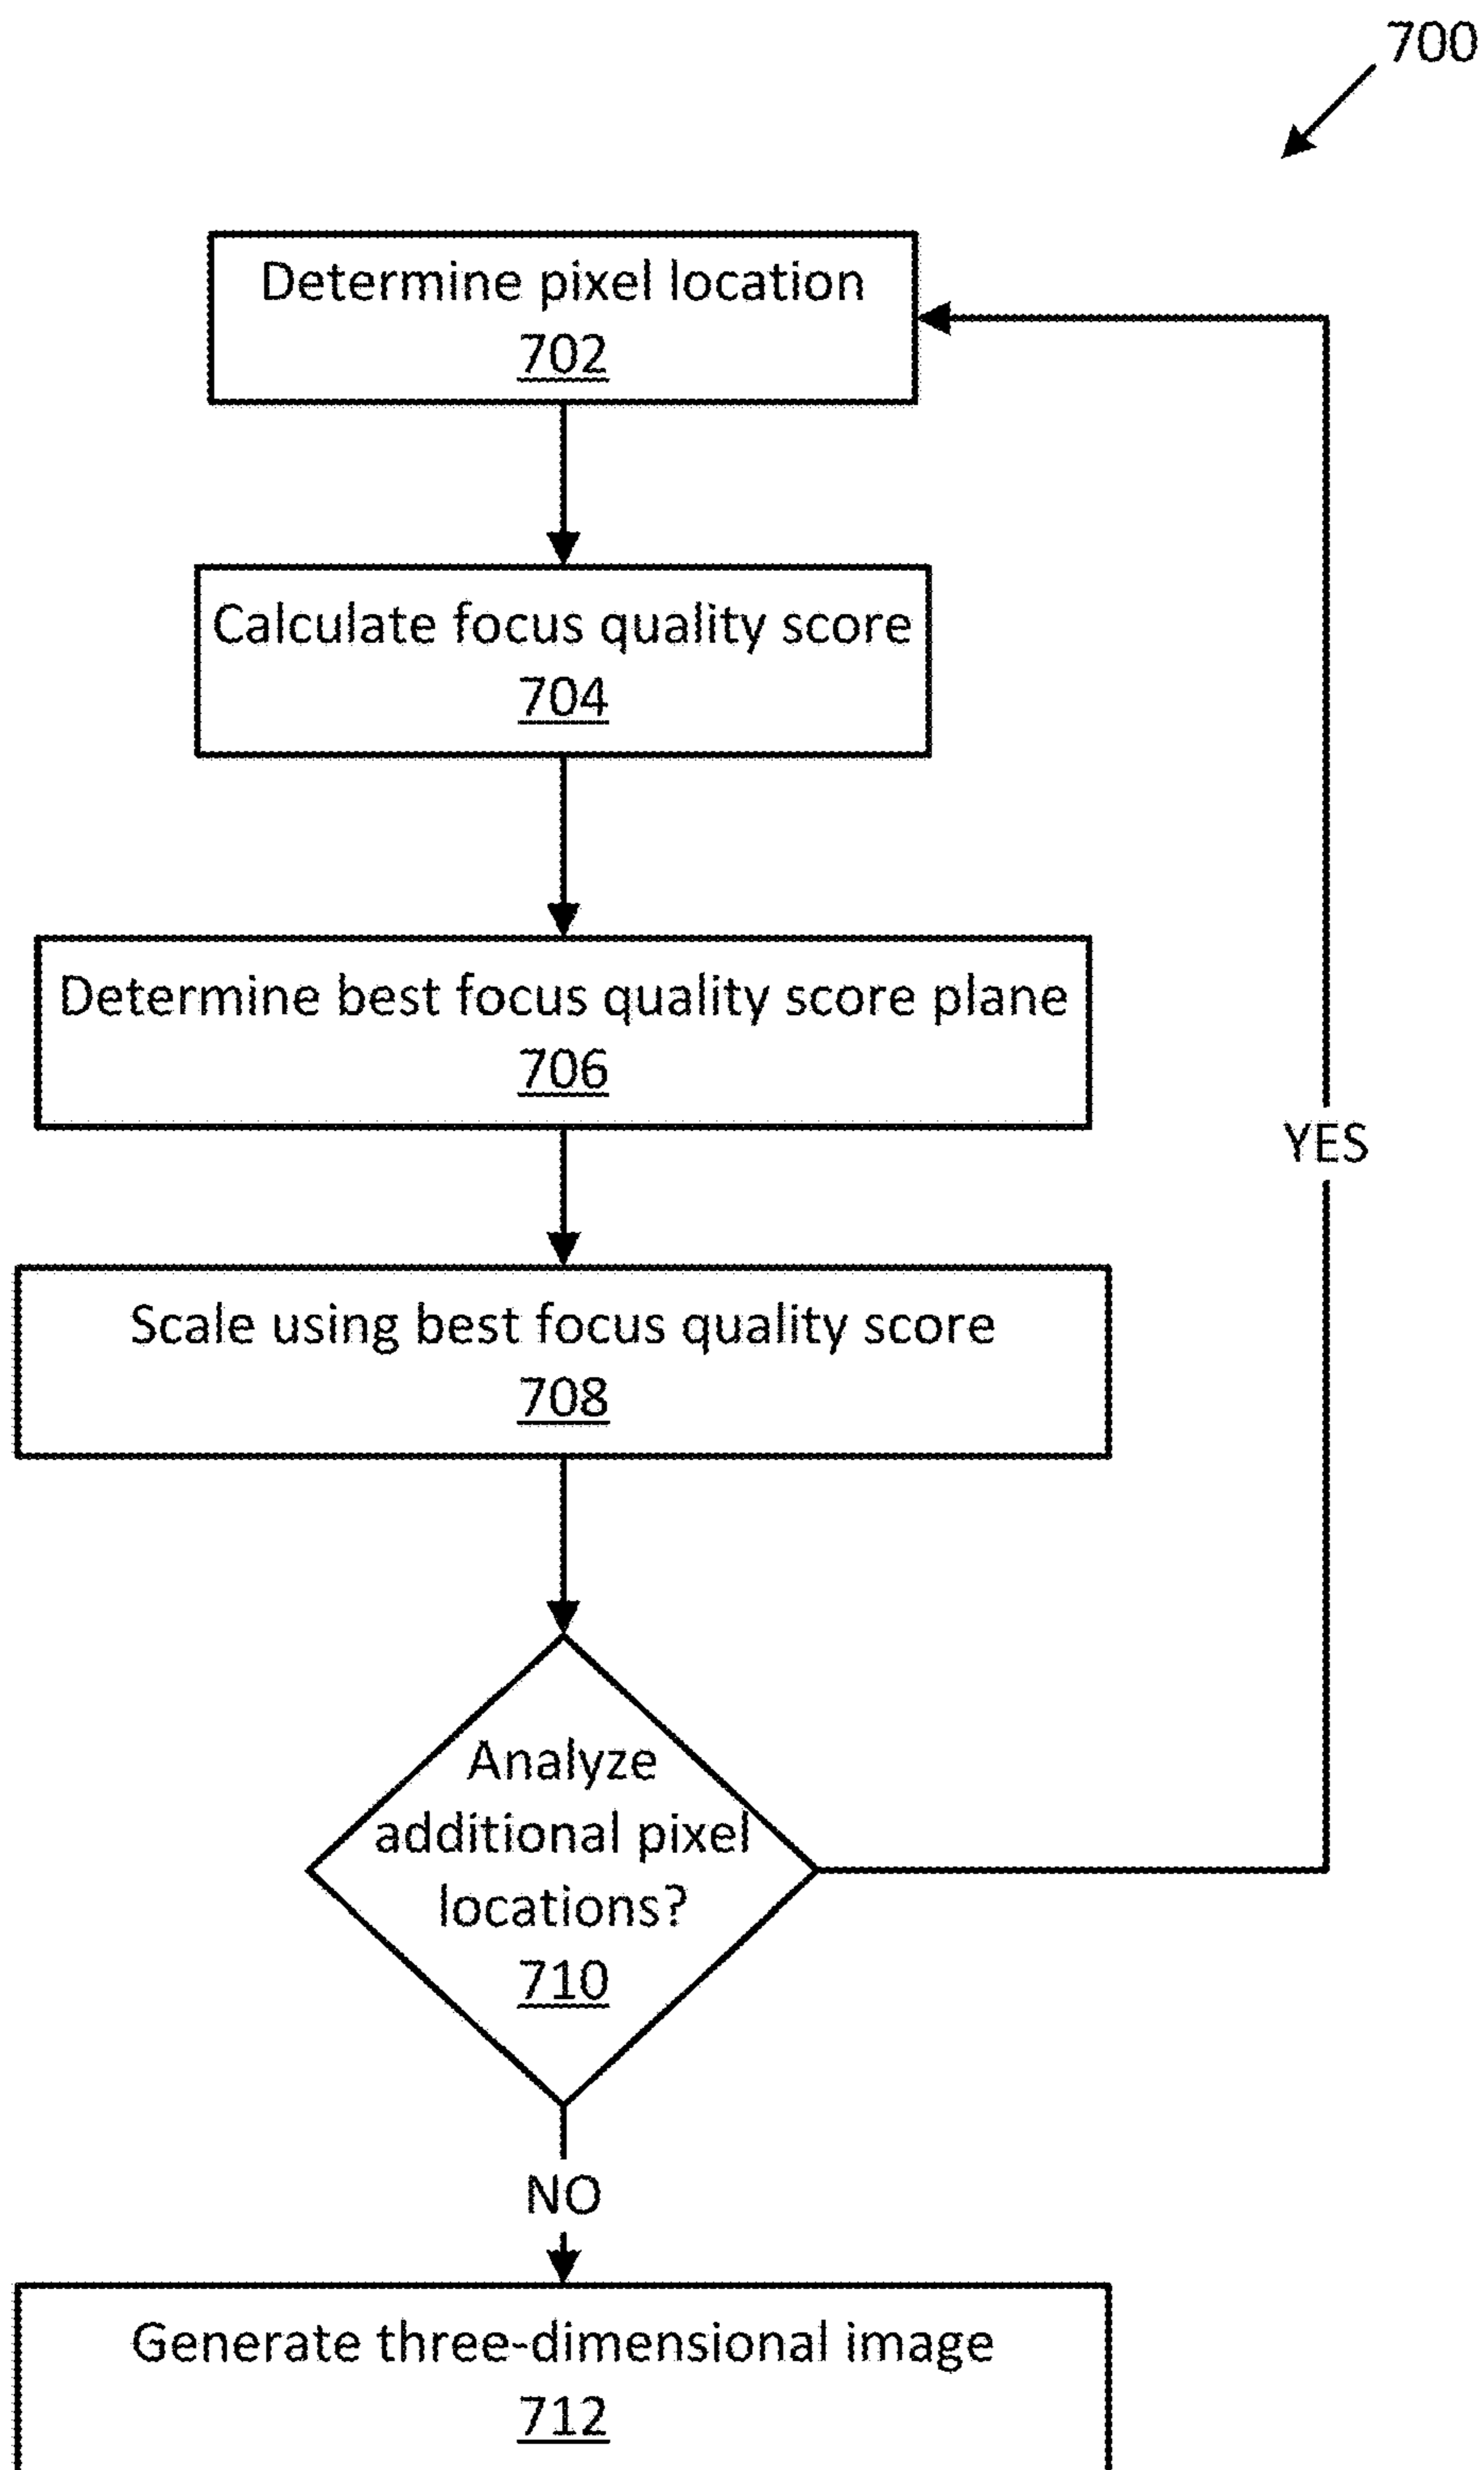 700
Determine pixel location
702
Calculate focus quality score
704
Determine best focus quality score plane
706
YES
Scale using best focus quality score
708
Analyze
additional pixel
locations?
710
NO
Generate three-dimensional image
712